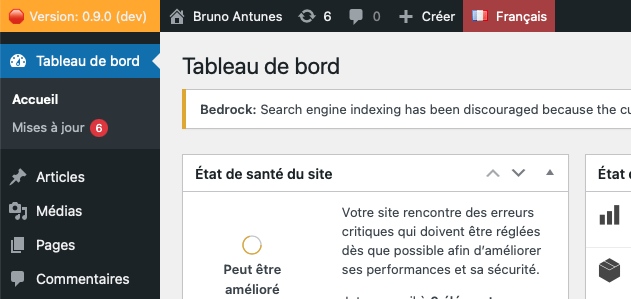 Version: 0.9.0 (dev)
Bruno Antunes
6
0
Créer
Français
Tableau de bord
Accueil
Mises à jour 6
Articles
Médias
Pages
Commentaires
Tableau de bord
Bedrock: Search engine indexing has been discouraged because the cu
État de santé du site
Peut être
amélioré
Votre site rencontre des erreurs
critiques qui doivent être réglées
dès que possible afin d'améliorer
ses performances et sa sécurité.
État d